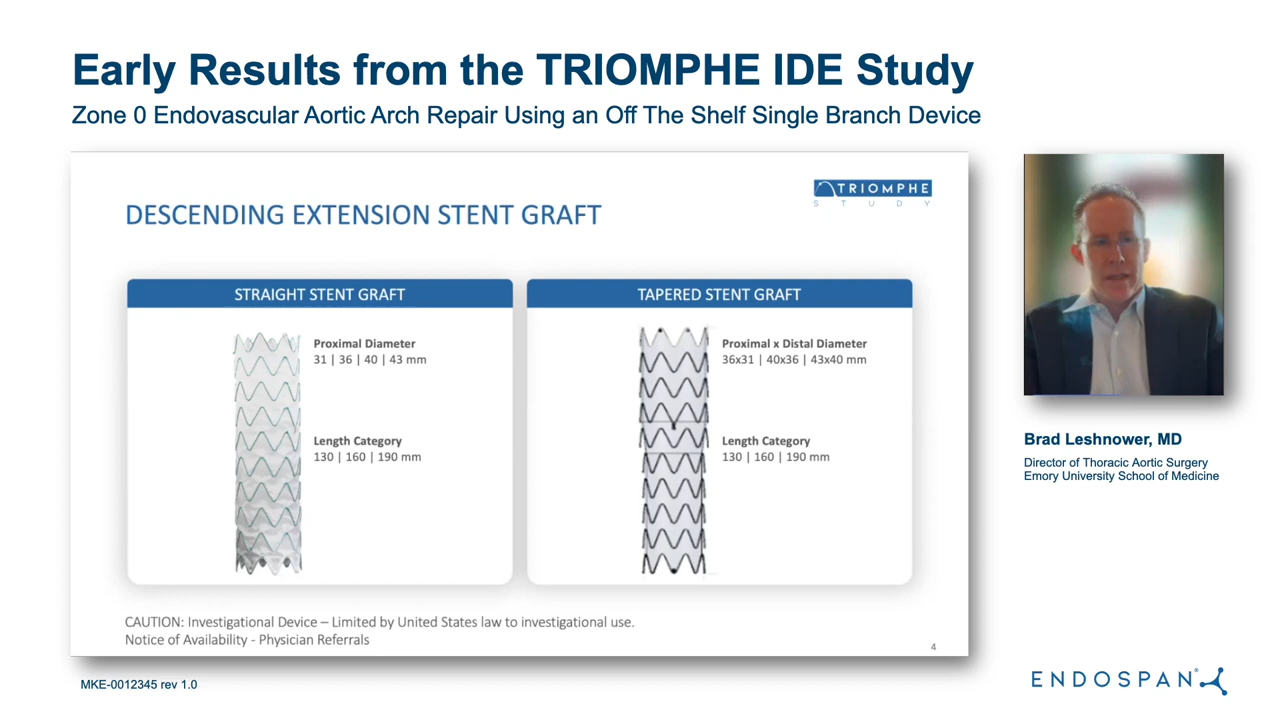 Early Results from the TRIOMPHE IDE Study
Zone 0 Endovascular Aortic Arch Repair Using an Off The Shelf Single Branch Device
TRIOMPHE
STUDY
DESCENDING EXTENSION STENT GRAFT
STRAIGHT STENT GRAFT
Proximal Diameter
31 | 36 | 40 | 43 mm
Length Category
130 | 160 | 190 mm
TAPERED STENT GRAFT
Proximal x Distal Diameter
36x31 | 40x36 | 43x40 mm
Length Category
130 | 160 | 190 mm
CAUTION: Investigational Device – Limited by United States law to investigational use.
Notice of Availability - Physician Referrals
4
Brad Leshnower, MD
Director of Thoracic Aortic Surgery
Emory University School of Medicine
MKE-0012345 rev 1.0
ENDOSPAN®